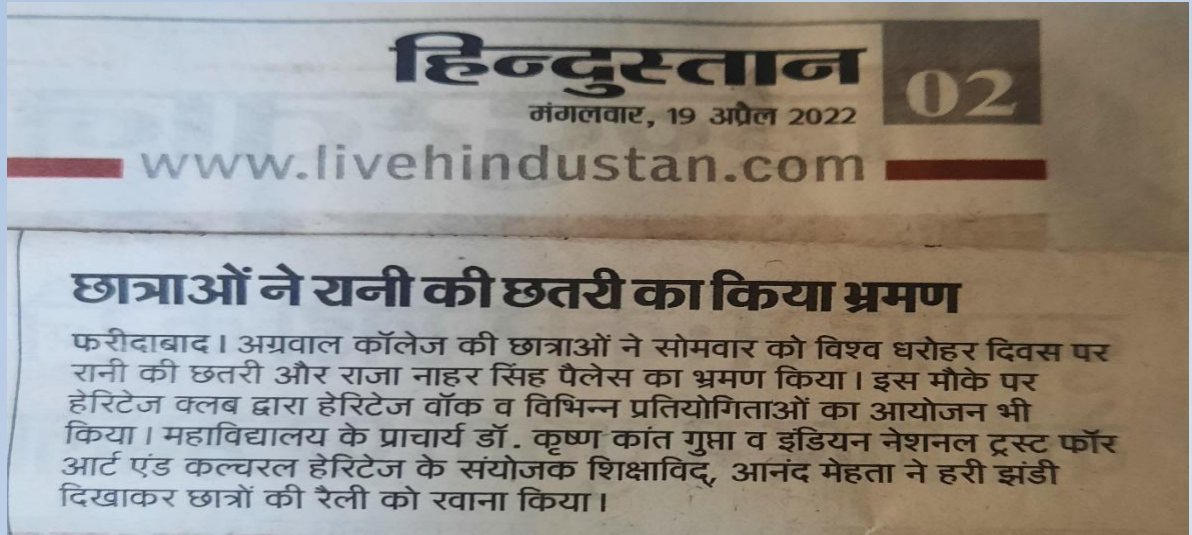 हिन्दुस्तान
02
मंगलवार, 19 अप्रैल 2022
www.livehindustan.com
छात्राओं ने रानी की छतरी का किया भ्रमण
फरीदाबाद। अग्रवाल कॉलेज की छात्राओं ने सोमवार को विश्व धरोहर दिवस पर
रानी की छतरी और राजा नाहर सिंह पैलेस का भ्रमण किया। इस मौके पर
हेरिटेज क्लब द्वारा हेरिटेज वॉक व विभिन्न प्रतियोगिताओं का आयोजन भी
किया। महाविद्यालय के प्राचार्य डॉ. कृष्ण कांत गुप्ता व इंडियन नेशनल ट्रस्ट फॉर
आर्ट एंड कल्चरल हेरिटेज के संयोजक शिक्षाविद्, आनंद मेहता ने हरी झंडी
दिखाकर छात्रों की रैली को रवाना किया।